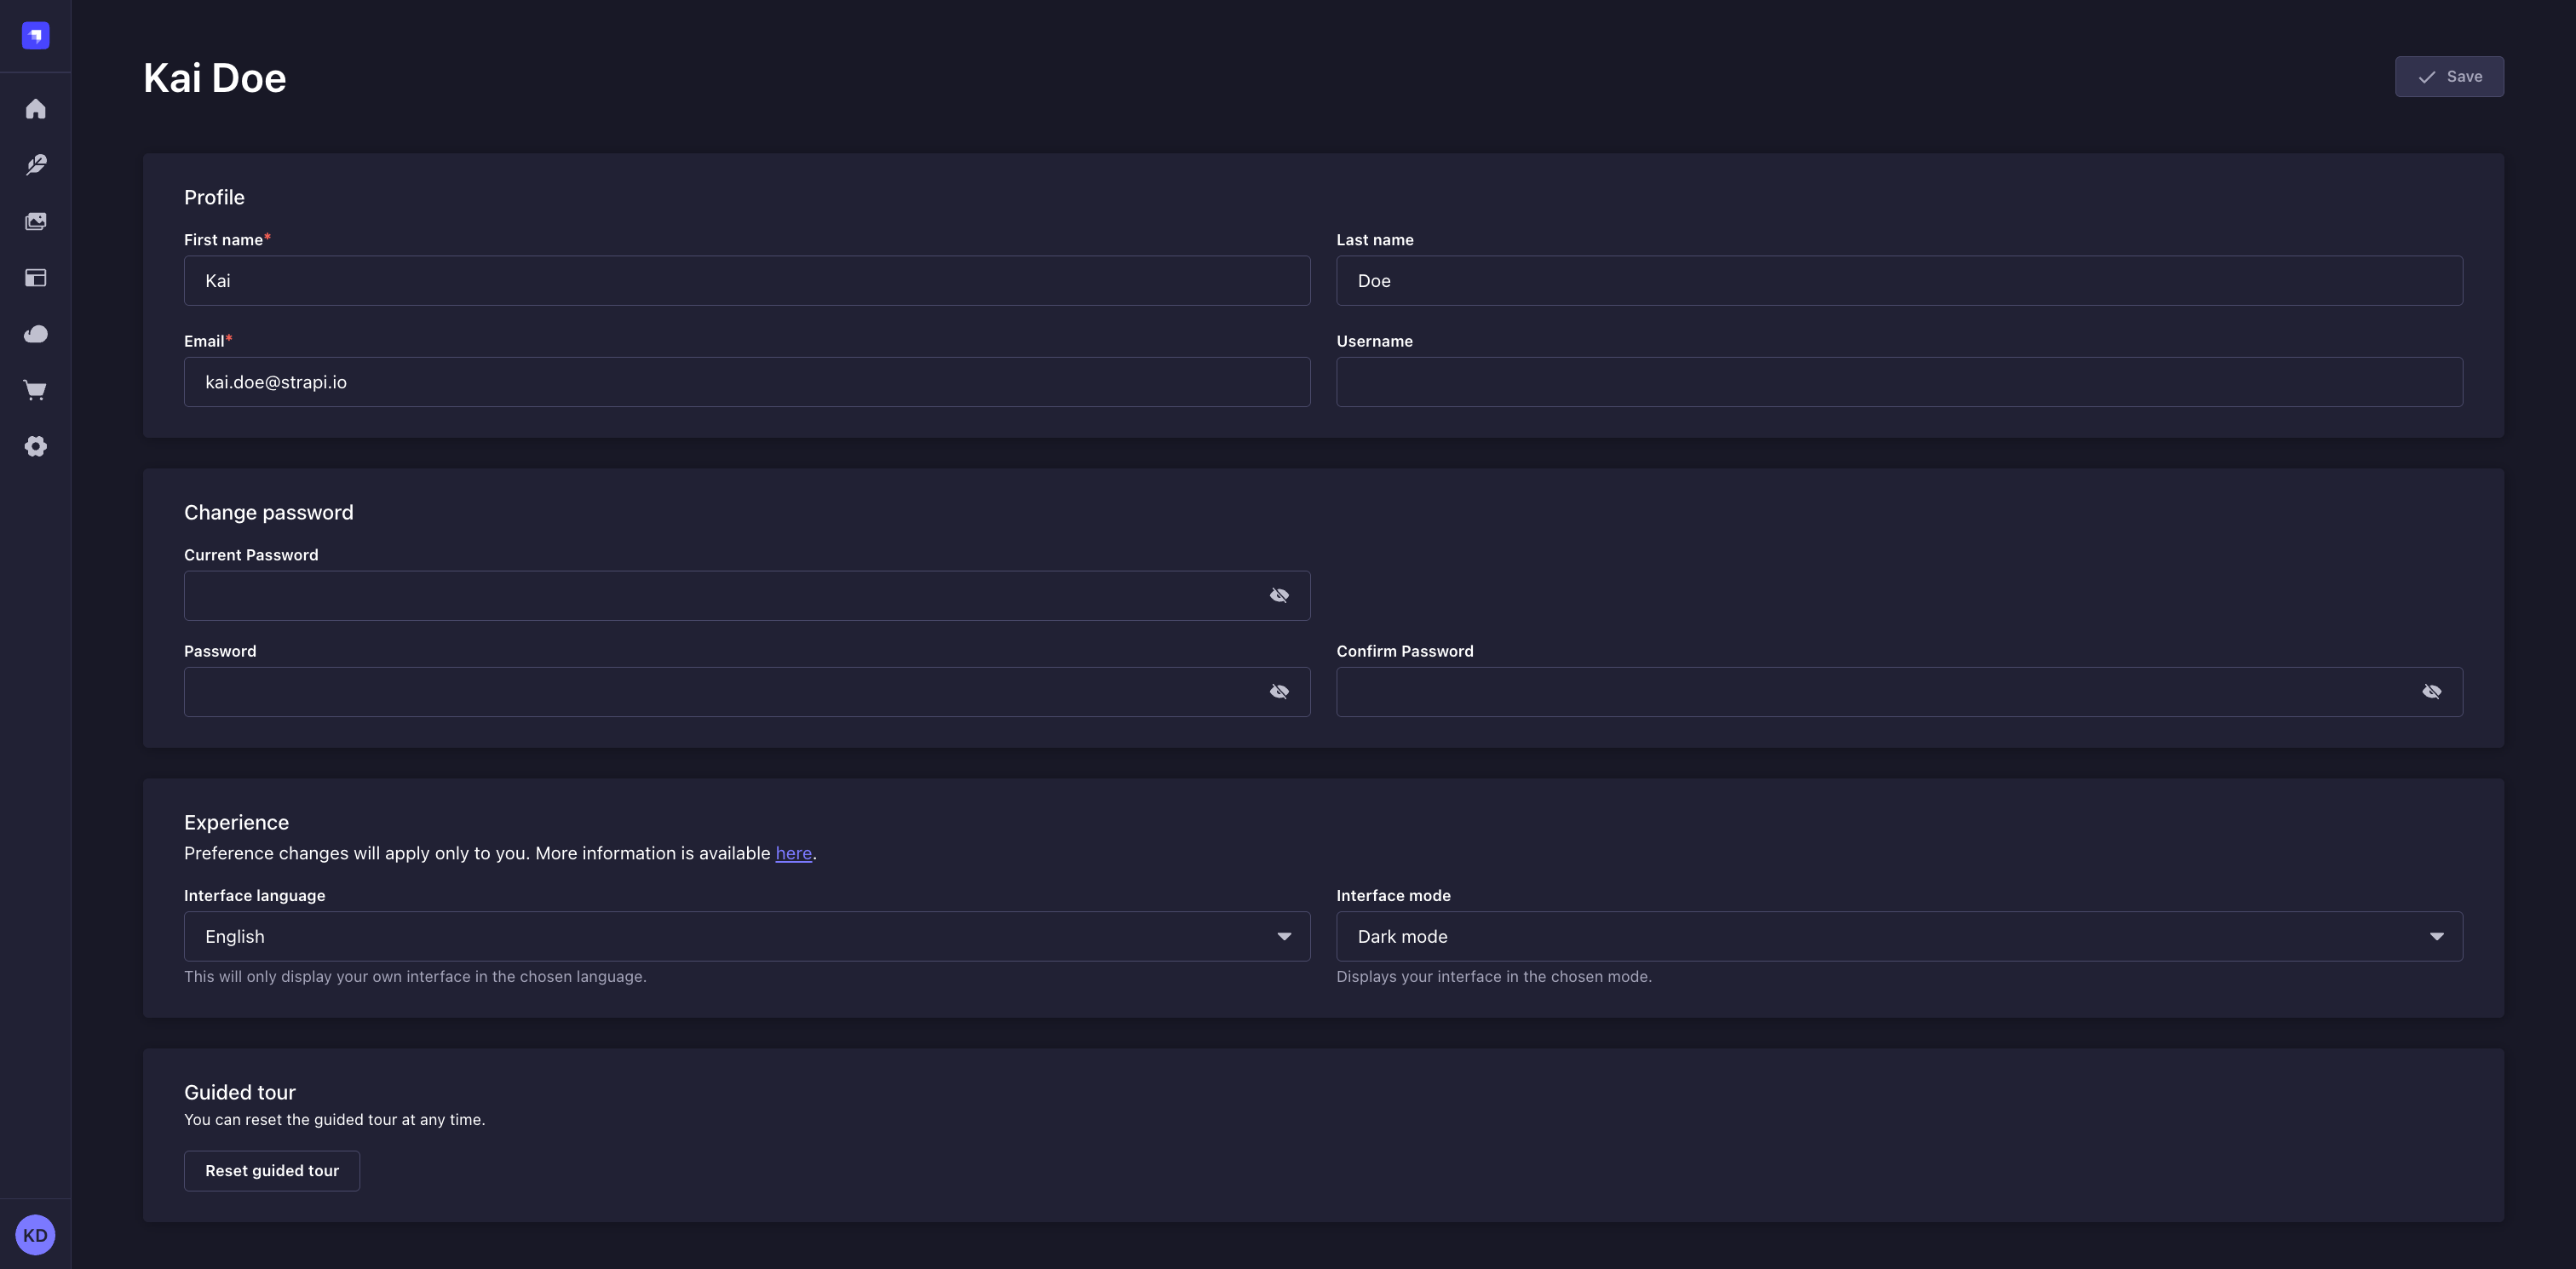 Kai Doe
Save
Profile
First name*
Last name
Kai
Doe
Email*
Username
kai.doe@strapi.io
Change password
Current Password
Password
Confirm Password
Experience
Preference changes will apply only to you. More information is available here.
Interface language
Interface mode
English
Dark mode
This will only display your own interface in the chosen language.
Displays your interface in the chosen mode.
Guided tour
You can reset the guided tour at any time.
Reset guided tour
KD